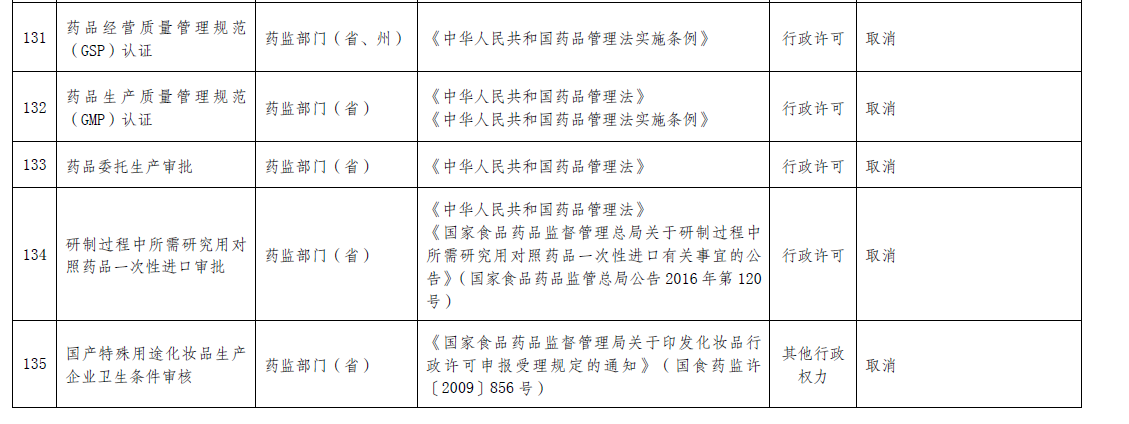 131
药品经营质量管理规范
（GSP）认证
药监部门（省、州）
《中华人民共和国药品管理法实施条例》
行政许可
取消
132
药品生产质量管理规范
（GMP）认证
药监部门（省）
《中华人民共和国药品管理法》
《中华人民共和国药品管理法实施条例》
行政许可
取消
133
药品委托生产审批
药监部门（省）
《中华人民共和国药品管理法》
行政许可
取消
134
研制过程中所需研究用对
照药品一次性进口审批
药监部门（省）
《中华人民共和国药品管理法》
《国家食品药品监督管理总局关于研制过程中
所需研究用对照药品一次性进口有关事宜的公
告》（国家食品药品监管总局公告 2016 年第 120
号）
行政许可
取消
135
国产特殊用途化妆品生产
企业卫生条件审核
药监部门（省）
《国家食品药品监督管理局关于印发化妆品行
政许可申报受理规定的通知》（国食药监许
〔2009〕856 号）
其他行政
权力
取消